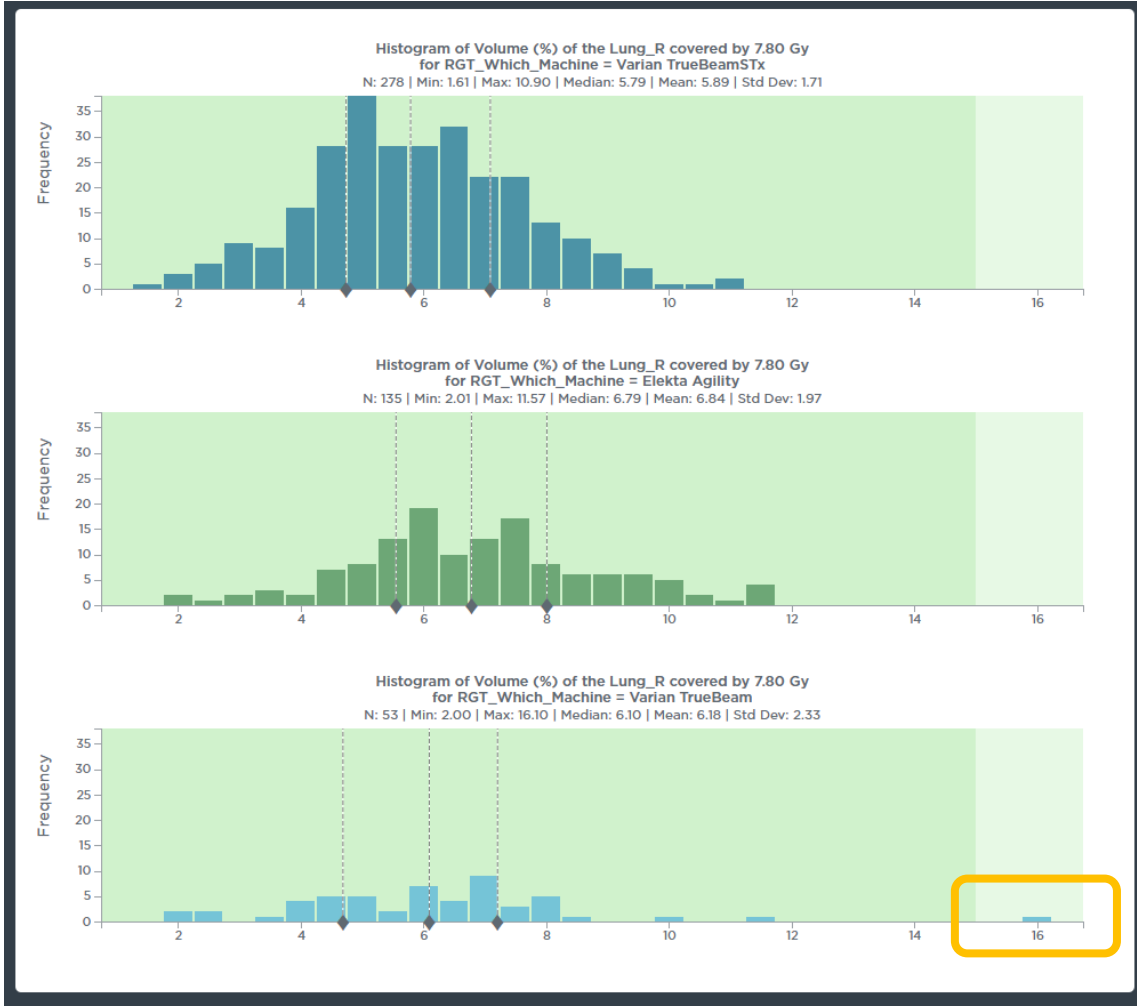 Histogram of Volume (%) of the Lung_R covered by 7.80 Gy
for RGT_Which_Machine = Varian TrueBeamSTx
N: 278 | Min: 1.61 | Max: 10.90 | Median: 5.79 | Mean: 5.89 | Std Dev: 1.71
Frequency
35
30
25
20
15
10
5
0
2 4 6 8 10 12 14 16
Histogram of Volume (%) of the Lung_R covered by 7.80 Gy
for RGT_Which_Machine = Elekta Agility
N: 135 | Min: 2.01 | Max: 11.57 | Median: 6.79 | Mean: 6.84 | Std Dev: 1.97
Frequency
35
30
25
20
15
10
5
0
2 4 6 8 10 12 14 16
Histogram of Volume (%) of the Lung_R covered by 7.80 Gy
for RGT_Which_Machine = Varian TrueBeam
N: 53 | Min: 2.00 | Max: 16.10 | Median: 6.10 | Mean: 6.18 | Std Dev: 2.33
Frequency
35
30
25
20
15
10
5
0
2 4 6 8 10 12 14 16